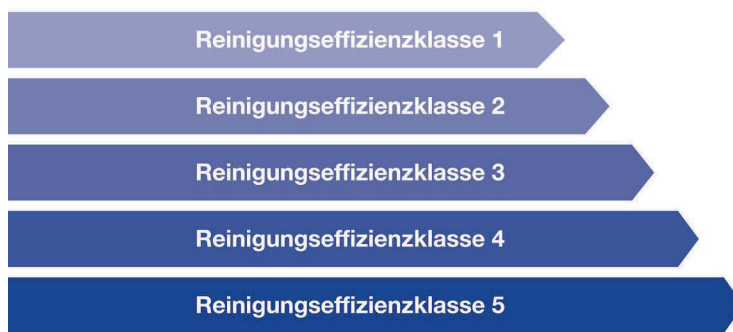 Reinigungseffizienzklasse 1
Reinigungseffizienzklasse 2
Reinigungseffizienzklasse 3
Reinigungseffizienzklasse 4
Reinigungseffizienzklasse 5